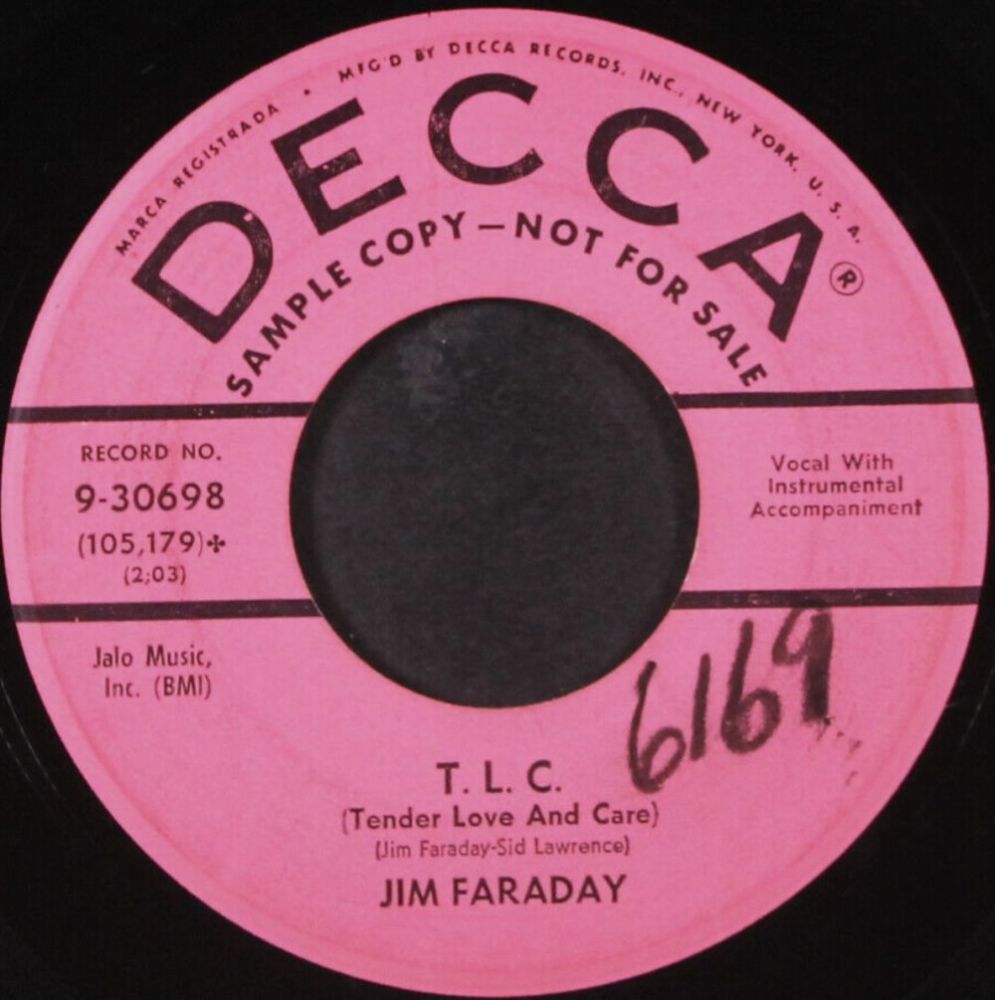 MARCA REGISTRADA • MFG'D BY DECCA RECORDS, INC., NEW YORK, U. S. A.
DECCA®
SAMPLE COPY—NOT FOR SALE
RECORD NO.
9-30698
(105,179)✢
(2;03)
Vocal With
Instrumental
Accompaniment
Jalo Music,
Inc. (BMI)
6169
T. L. C.
(Tender Love And Care)
(Jim Faraday-Sid Lawrence)
JIM FARADAY